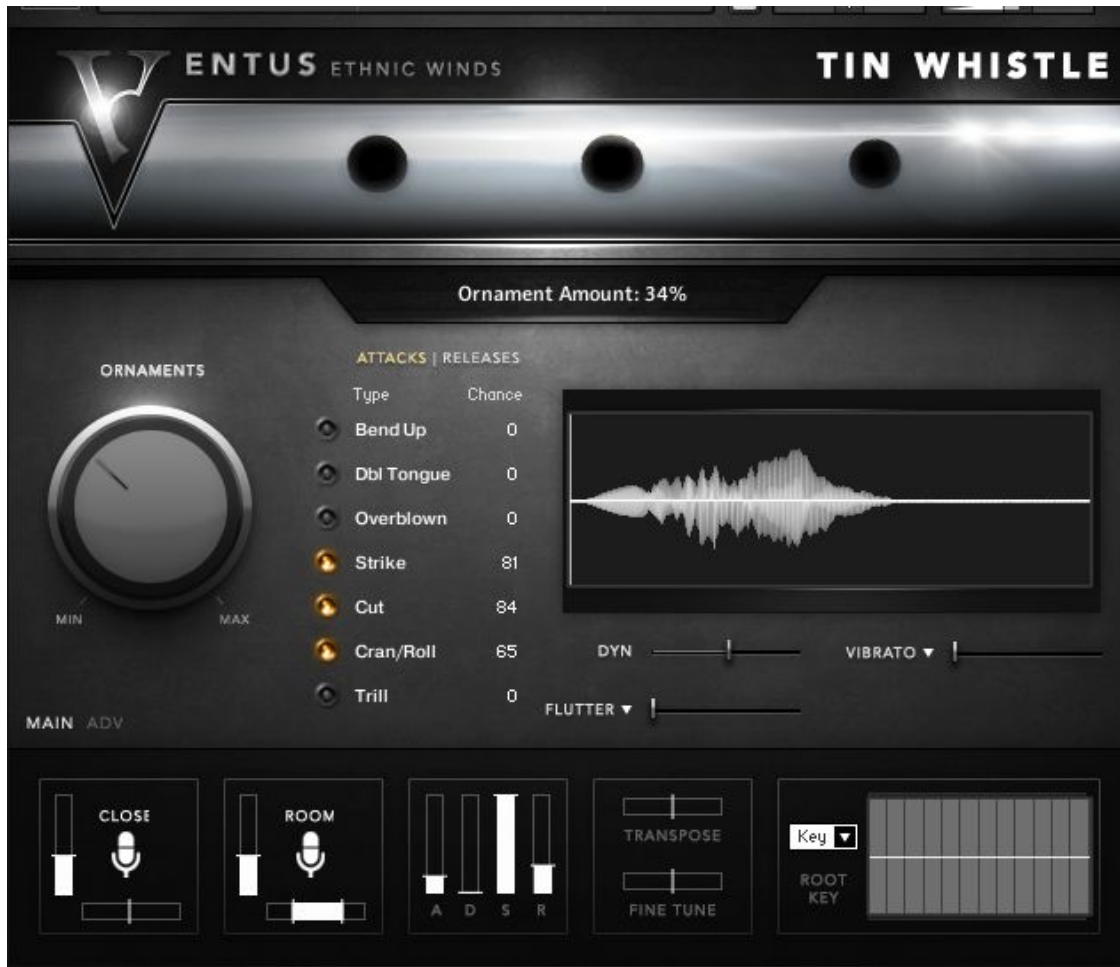 VENTUS ETHNIC WINDS
TIN WHISTLE
Ornament Amount: 34%
ORNAMENTS
MIN
MAX
ATTACKS | RELEASES
Type Chance
Bend Up 0
Dbl Tongue 0
Overblown 0
Strike 81
Cut 84
Cran/Roll 65
Trill 0
DYN
VIBRATO ▼
FLUTTER ▼
MAIN ADV
CLOSE
ROOM
A D S R
TRANSPOSE
FINE TUNE
Key ▼
ROOT
KEY